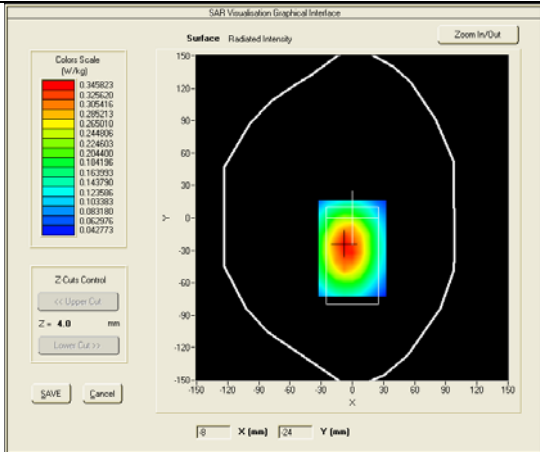 SAR Visualisation Graphical Interface
Surface Radiated Intensity
Zoom In/Out
Colors Scale
(W/kg)
0.345823
0.325620
0.305416
0.285213
0.265010
0.244806
0.224603
0.204400
0.184196
0.163993
0.143790
0.123586
0.103383
0.083180
0.062976
0.042773
Z-Cuts Control
<< Upper Cut
Z = 4.0 mm
Lower Cut >>
SAVE Cancel
150
120
90
60
30
0
-30
-60
-90
-120
-150
Y
-150 -120 -90 -60 -30 0 30 60 90 120 150
X
-8 X (mm) -24 Y (mm)